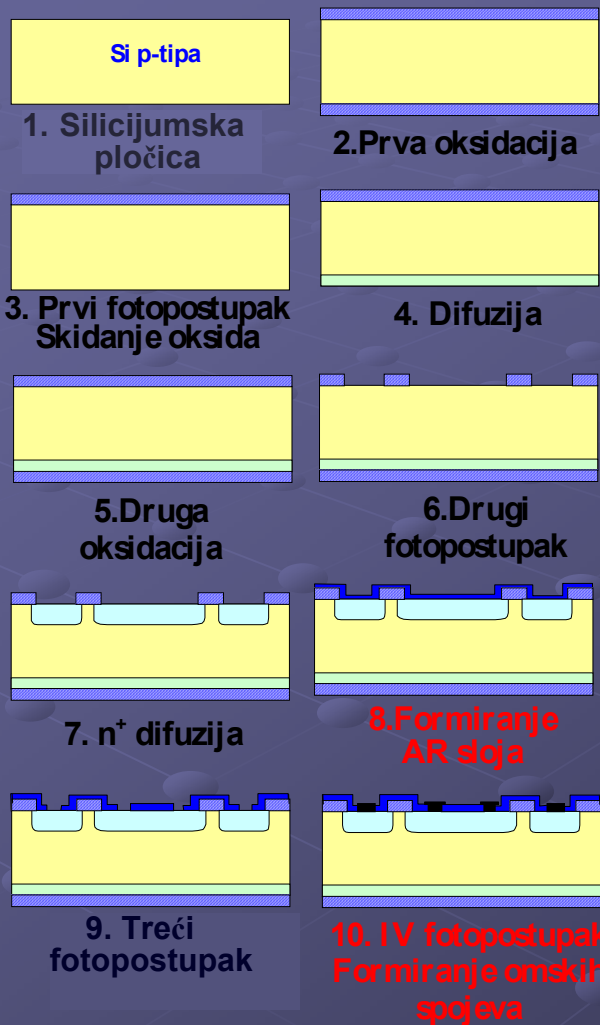 Si p-tipa
1. Silicijumska
pločica
2.Prva oksidacija
3. Prvi fotopostupak
Skidanje oksida
4. Difuzija
5.Druga
oksidacija
6.Drugi
fotopostupak
7. n⁺ difuzija
8.Formiranje
AR sloja
9. Treći
fotopostupak
10. IV fotopostupak
Formiranje omskih
spojeva